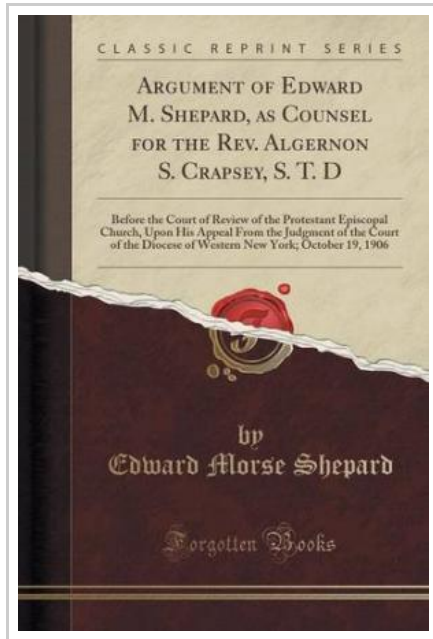 CLASSIC REPRINT SERIES
ARGUMENT OF EDWARD
M. SHEPARD, AS COUNSEL
FOR THE REV. ALGERNON
S. CRAPSEY, S. T. D
Before the Court of Review of the Protestant Episcopal
Church, Upon His Appeal From the Judgment of the Court
of the Diocese of Western New York; October 19, 1906
by
Edward Morse Shepard
Forgotten Books